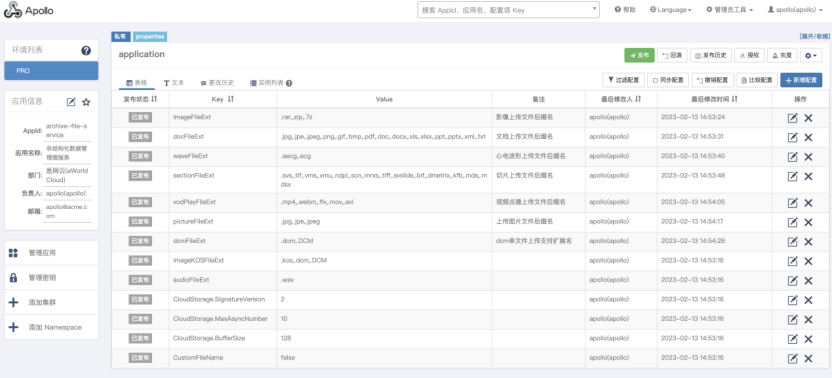 Apollo
搜索 AppId、应用名、配置项 Key
帮助
Language
管理员工具
apollo(apollo)
环境列表
PRO
应用信息
AppId: archive-file-service
应用名称: 非结构化数据管理微服务
部门: 医网云(eWorldCloud)
负责人: apollo(apollo)
邮箱: apollo@acme.com
管理应用
管理密钥
添加集群
添加 Namespace
私有 properties
[展开/收缩]
application
发布 回滚 发布历史 授权 灰度
表格 文本 更改历史 实例列表 0
过滤配置 同步配置 撤销配置 比较配置 新增配置
发布状态 Key Value 备注 最后修改人 最后修改时间 操作
已发布 imageFileExt .rar,.zip,.7z 影像上传文件后缀名 apollo(apollo) 2023-02-13 14:53:24
已发布 docFileExt .jpg,.jpe,.jpeg,.png,.gif,.bmp,.pdf,.doc,.docx,.xls,.xlsx,.ppt,.pptx,.xml,.txt 文档上传文件后缀名 apollo(apollo) 2023-02-13 14:53:31
已发布 waveFileExt .aecg,.ecg 心电波形上传文件后缀名 apollo(apollo) 2023-02-13 14:53:40
已发布 sectionFileExt .svs,.tif,.vms,.vmu,.ndpi,.scn,.mrxs,.tiff,.svslide,.bif,.dmetrix,.kfb,.mds,.mdsx 切片上传文件后缀名 apollo(apollo) 2023-02-13 14:53:48
已发布 vodPlayFileExt .mp4,.webm,.flv,.mov,.avi 视频点播上传文件后缀名 apollo(apollo) 2023-02-13 14:54:05
已发布 pictureFileExt .jpg,.jpe,.jpeg 上传图片文件后缀名 apollo(apollo) 2023-02-13 14:54:17
已发布 dcmFileExt .dcm,.DCM dcm单文件上传支持扩展名 apollo(apollo) 2023-02-13 14:54:28
已发布 imageKOSFileExt .kos,.dcm,.DCM apollo(apollo) 2023-02-13 14:53:16
已发布 audioFileExt .wav apollo(apollo) 2023-02-13 14:53:16
已发布 CloudStorage.SignatureVersion 2 apollo(apollo) 2023-02-13 14:53:16
已发布 CloudStorage.MaxAsyncNumber 10 apollo(apollo) 2023-02-13 14:53:16
已发布 CloudStorage.BufferSize 128 apollo(apollo) 2023-02-13 14:53:16
已发布 CustomFileName false apollo(apollo) 2023-02-13 14:53:16